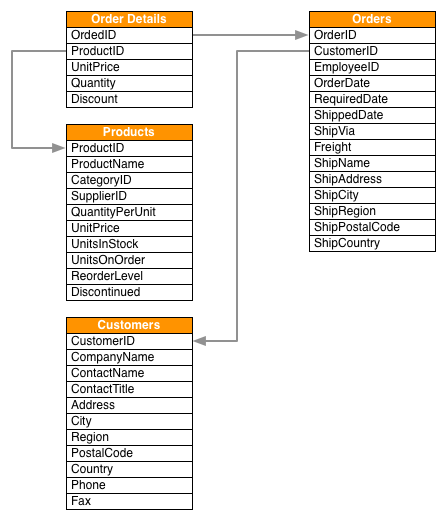 Order Details
OrdedID
ProductID
UnitPrice
Quantity
Discount
Products
ProductID
ProductName
CategoryID
SupplierID
QuantityPerUnit
UnitPrice
UnitsInStock
UnitsOnOrder
ReorderLevel
Discontinued
Customers
CustomerID
CompanyName
ContactName
ContactTitle
Address
City
Region
PostalCode
Country
Phone
Fax
Orders
OrderID
CustomerID
EmployeeID
OrderDate
RequiredDate
ShippedDate
ShipVia
Freight
ShipName
ShipAddress
ShipCity
ShipRegion
ShipPostalCode
ShipCountry